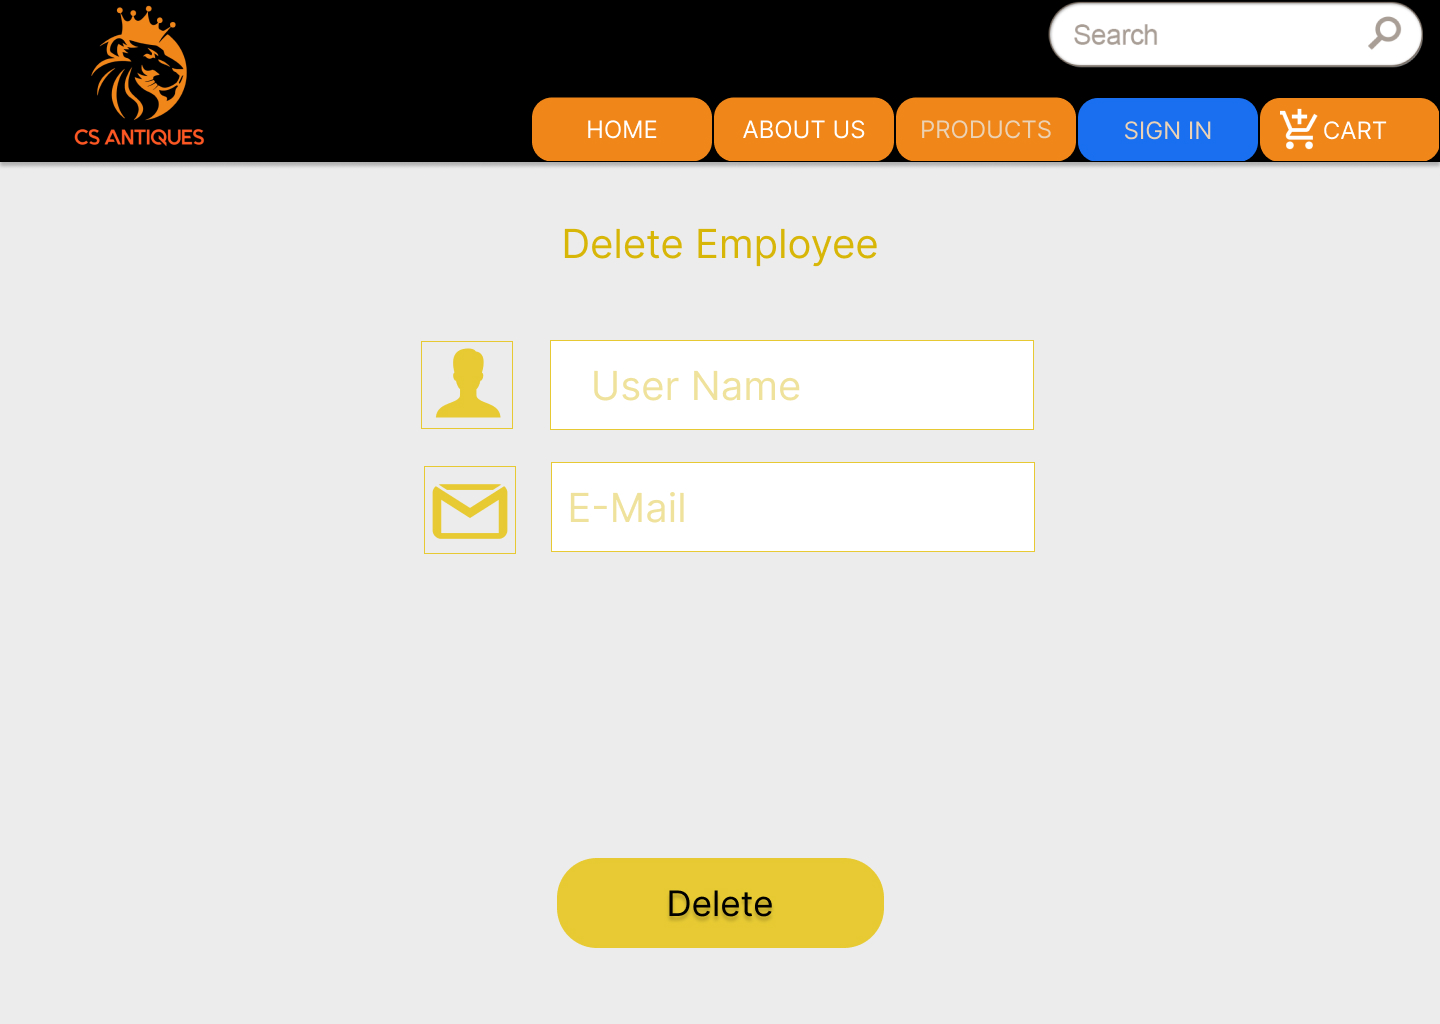 Search
CS ANTIQUES
HOME
ABOUT US
PRODUCTS
SIGN IN
CART
Delete Employee
User Name
E-Mail
Delete